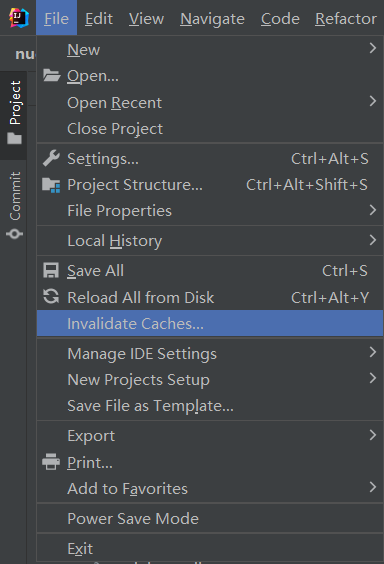 IJ File Edit View Navigate Code Refactor
nu
Project
Commit
New
Open...
Open Recent
Close Project
Settings... Ctrl+Alt+S
Project Structure... Ctrl+Alt+Shift+S
File Properties
Local History
Save All Ctrl+S
Reload All from Disk Ctrl+Alt+Y
Invalidate Caches...
Manage IDE Settings
New Projects Setup
Save File as Template...
Export
Print...
Add to Favorites
Power Save Mode
Exit